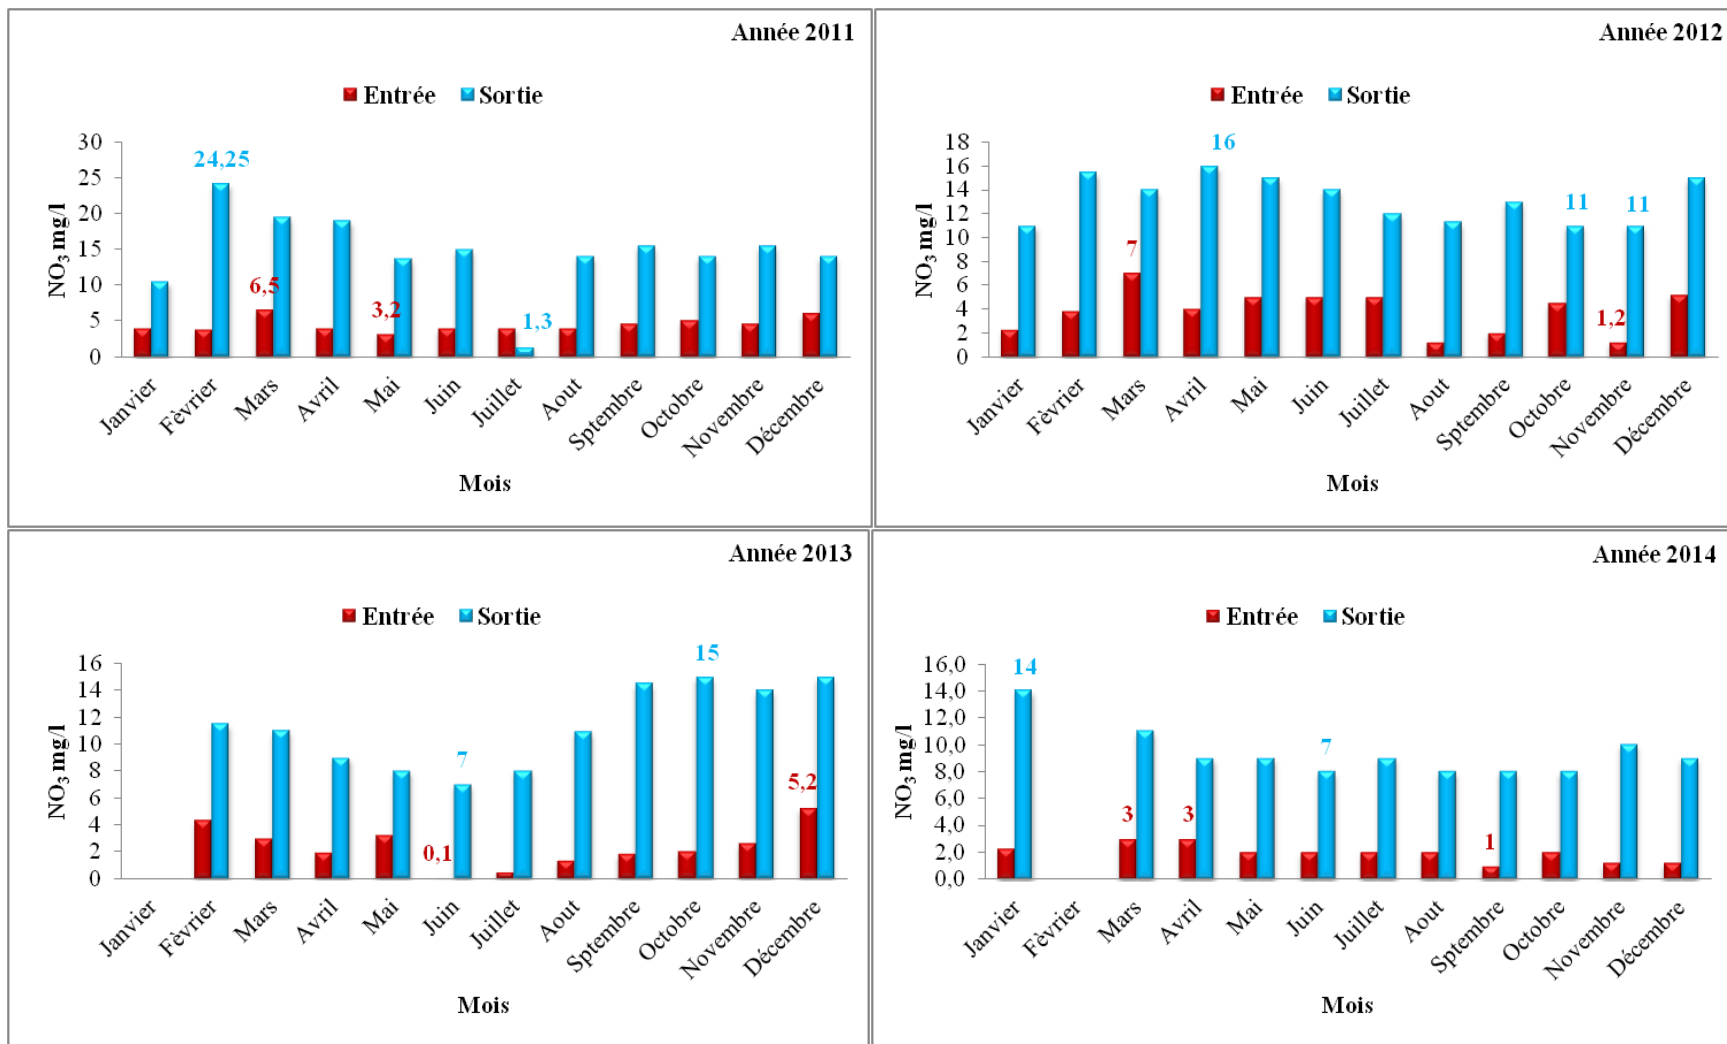 Année 2011
Entrée Sortie
30
25
20
15
10
5
0
NO3 mg/l
24,25
6,5
3,2
1,3
Janvier Fèvrier Mars Avril Mai Juin Juillet Aout Sptembre Octobre Novembre Décembre
Mois
Année 2012
Entrée Sortie
18
16
14
12
10
8
6
4
2
0
NO3 mg/l
16
11 11
7
1,2
Janvier Fèvrier Mars Avril Mai Juin Juillet Aout Sptembre Octobre Novembre Décembre
Mois
Année 2013
Entrée Sortie
16
14
12
10
8
6
4
2
0
NO3 mg/l
15
7
5,2
0,1
Janvier Fèvrier Mars Avril Mai Juin Juillet Aout Sptembre Octobre Novembre Décembre
Mois
Année 2014
Entrée Sortie
16,0
14,0
12,0
10,0
8,0
6,0
4,0
2,0
0,0
NO3 mg/l
14
7
3 3
1
Janvier Fèvrier Mars Avril Mai Juin Juillet Aout Sptembre Octobre Novembre Décembre
Mois